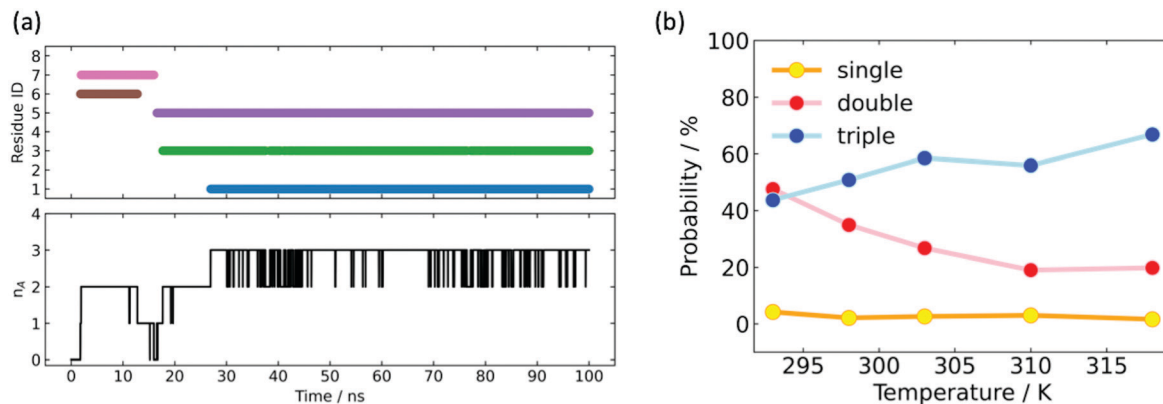 (a)
Residue ID
8
7
6
5
4
3
2
1
n_A
4
3
2
1
0
0 10 20 30 40 50 60 70 80 90 100
Time / ns
(b)
Probability / %
100
80
60
40
20
0
single
double
triple
295 300 305 310 315
Temperature / K